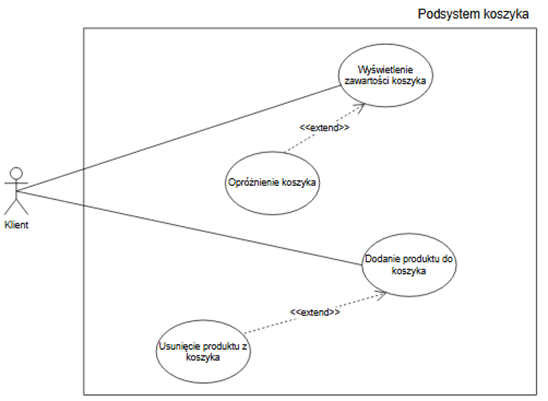 Podsystem koszyka
Wyświetlenie
zawartości koszyka
<<extend>>
Opróżnienie koszyka
Klient
Dodanie produktu do
koszyka
<<extend>>
Usunięcie produktu z
koszyka